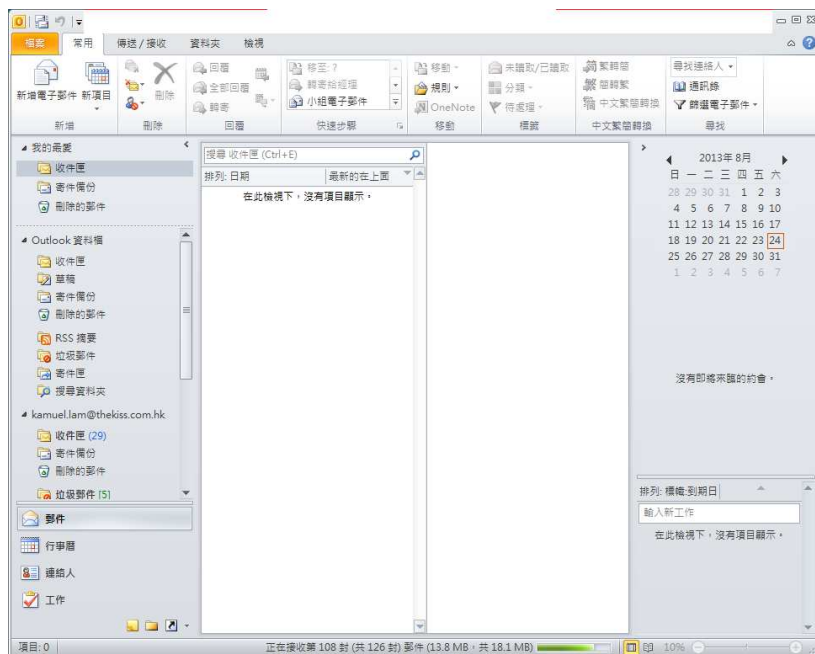 檔案 常用 傳送/接收 資料夾 檢視
新增電子郵件 新項目
新增
刪除
刪除
回覆
全部回覆
轉寄
回覆
移至: ?
轉寄給經理
小組電子郵件
快速步驟
移動
規則
OneNote
移動
未讀取/已讀取
分類
待處理
標籤
繁轉簡
簡轉繁
中文繁簡轉換
中文繁簡轉換
尋找連絡人
通訊錄
篩選電子郵件
尋找
我的最愛
收件匣
寄件備份
刪除的郵件
Outlook 資料檔
收件匣
草稿
寄件備份
刪除的郵件
RSS 摘要
垃圾郵件
寄件匣
搜尋資料夾
kamuel.lam@thekiss.com.hk
收件匣 (29)
寄件備份
刪除的郵件
垃圾郵件 [5]
郵件
行事曆
連絡人
工作
搜尋 收件匣 (Ctrl+E)
排列: 日期 最新的在上面
在此檢視下，沒有項目顯示。
2013年 8月
日 一 二 三 四 五 六
28 29 30 31 1 2 3
4 5 6 7 8 9 10
11 12 13 14 15 16 17
18 19 20 21 22 23 24
25 26 27 28 29 30 31
1 2 3 4 5 6 7
沒有即將來臨的約會。
排列: 標幟:到期日
輸入新工作
在此檢視下，沒有項目顯示。
項目: 0
正在接收第 108 封 (共 126 封) 郵件 (13.8 MB，共 18.1 MB)
10%